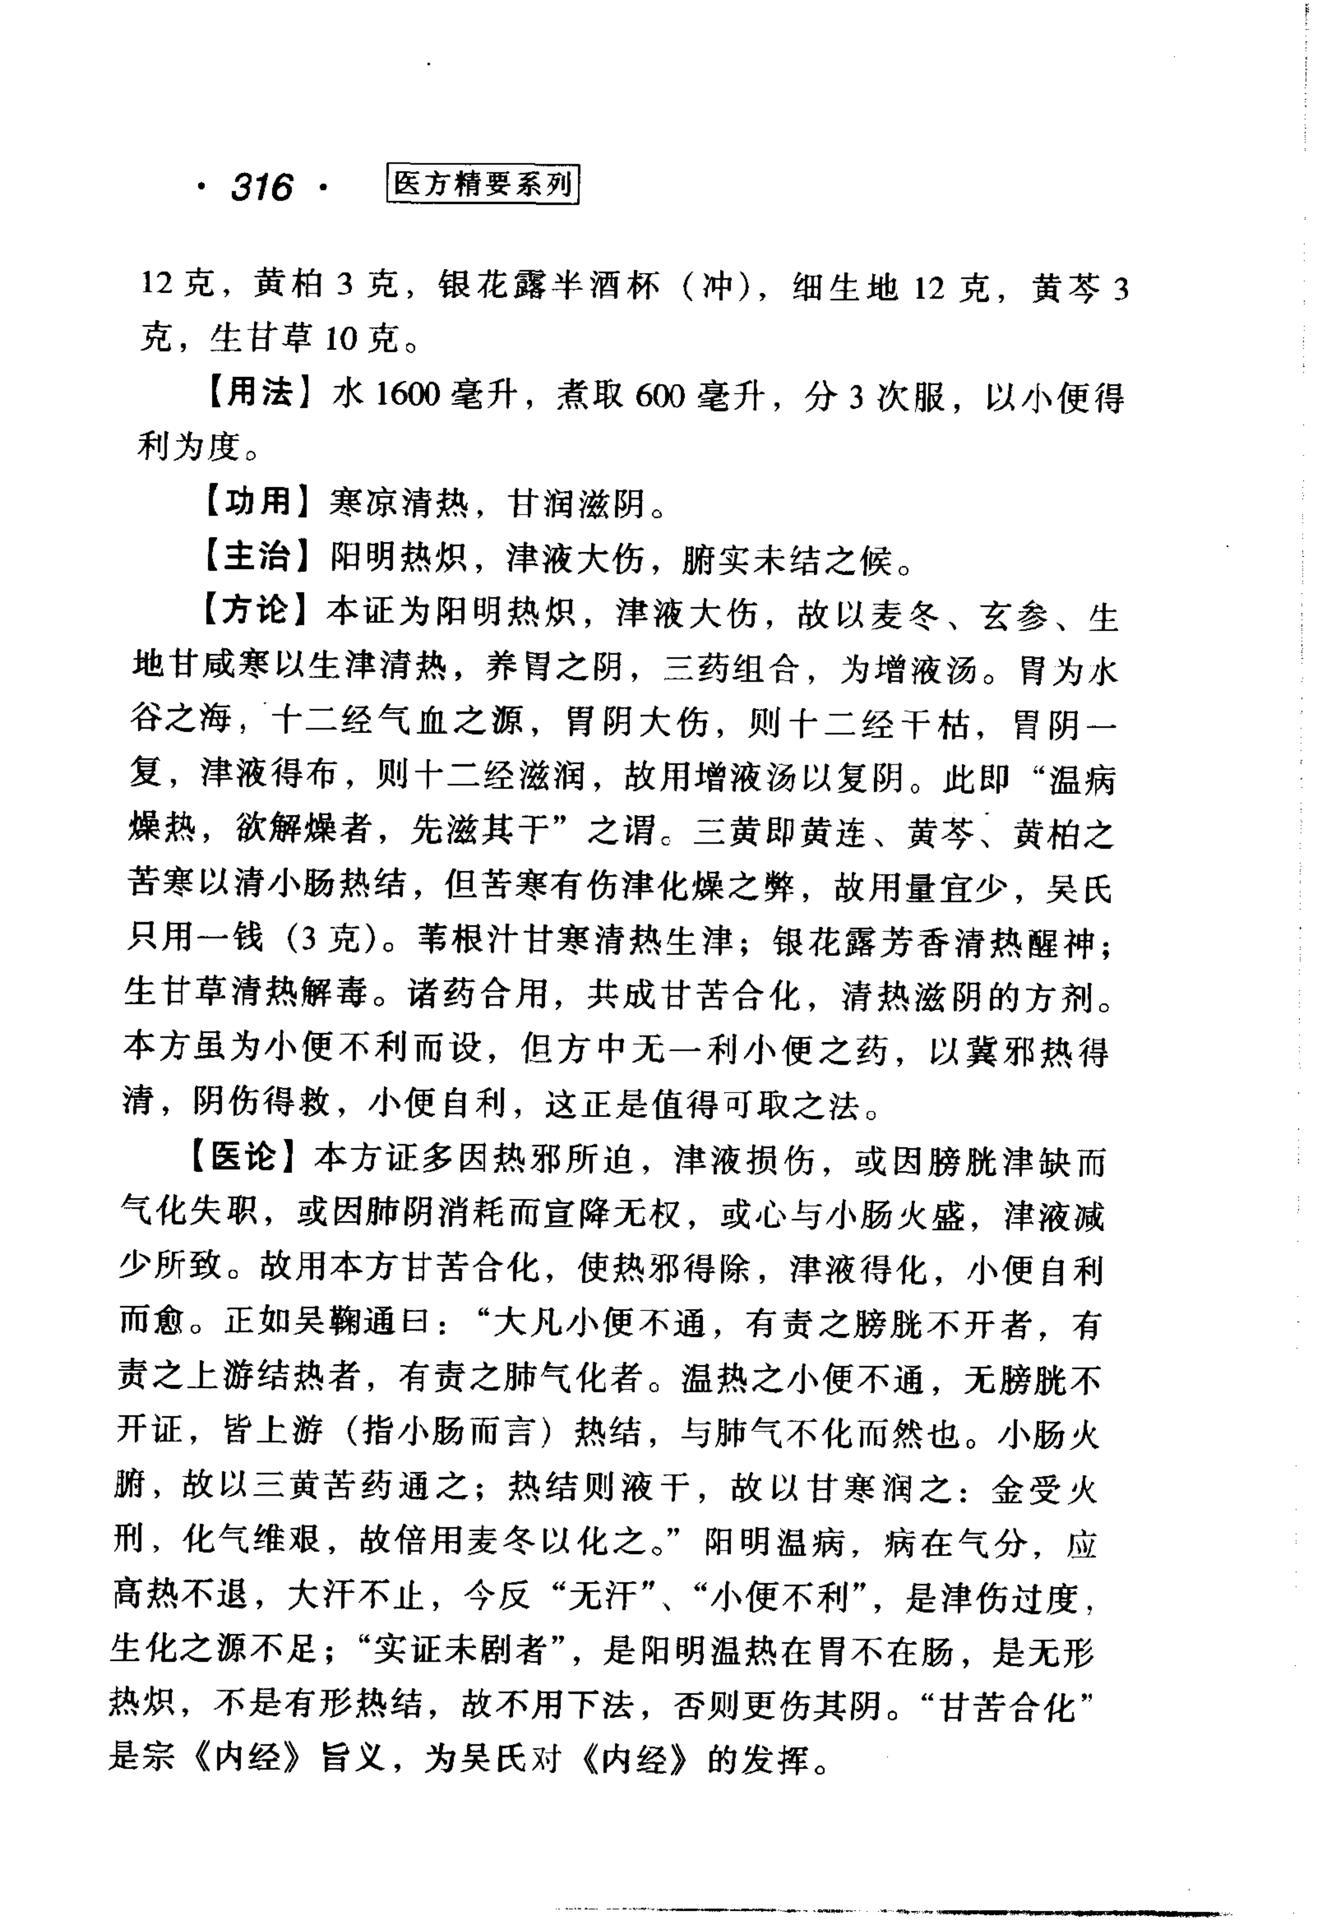 · 316 · 医方精要系列
12 克，黄柏 3 克，银花露半酒杯（冲），细生地 12 克，黄芩 3
克，生甘草 10 克。
【用法】水 1600 毫升，煮取 600 毫升，分 3 次服，以小便得
利为度。
【功用】寒凉清热，甘润滋阴。
【主治】阳明热炽，津液大伤，腑实未结之候。
【方论】本证为阳明热炽，津液大伤，故以麦冬、玄参、生
地甘咸寒以生津清热，养胃之阴，三药组合，为增液汤。胃为水
谷之海，十二经气血之源，胃阴大伤，则十二经干枯，胃阴一
复，津液得布，则十二经滋润，故用增液汤以复阴。此即“温病
燥热，欲解燥者，先滋其干”之谓。三黄即黄连、黄芩、黄柏之
苦寒以清小肠热结，但苦寒有伤津化燥之弊，故用量宜少，吴氏
只用一钱（3 克）。苇根汁甘寒清热生津；银花露芳香清热醒神；
生甘草清热解毒。诸药合用，共成甘苦合化，清热滋阴的方剂。
本方虽为小便不利而设，但方中无一利小便之药，以冀邪热得
清，阴伤得救，小便自利，这正是值得可取之法。
【医论】本方证多因热邪所迫，津液损伤，或因膀胱津缺而
气化失职，或因肺阴消耗而宣降无权，或心与小肠火盛，津液减
少所致。故用本方甘苦合化，使热邪得除，津液得化，小便自利
而愈。正如吴鞠通曰：“大凡小便不通，有责之膀胱不开者，有
责之上游结热者，有责之肺气化者。温热之小便不通，无膀胱不
开证，皆上游（指小肠而言）热结，与肺气不化而然也。小肠火
腑，故以三黄苦药通之；热结则液干，故以甘寒润之：金受火
刑，化气维艰，故倍用麦冬以化之。”阳明温病，病在气分，应
高热不退，大汗不止，今反“无汗”、“小便不利”，是津伤过度，
生化之源不足；“实证未剧者”，是阳明温热在胃不在肠，是无形
热炽，不是有形热结，故不用下法，否则更伤其阴。“甘苦合化”
是宗《内经》旨义，为吴氏对《内经》的发挥。